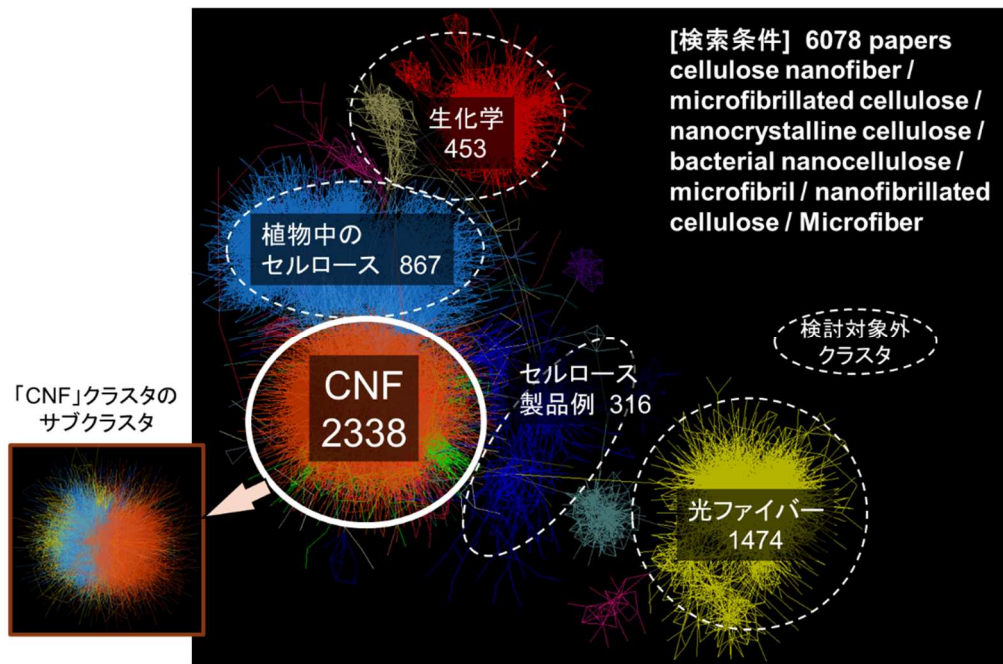 [検索条件] 6078 papers
cellulose nanofiber /
microfibrillated cellulose /
nanocrystalline cellulose /
bacterial nanocellulose /
microfibril / nanofibrillated
cellulose / Microfiber
生化学
453
植物中の
セルロース 867
検討対象外
クラスタ
CNF
2338
セルロース
製品例 316
「CNF」クラスタの
サブクラスタ
光ファイバー
1474